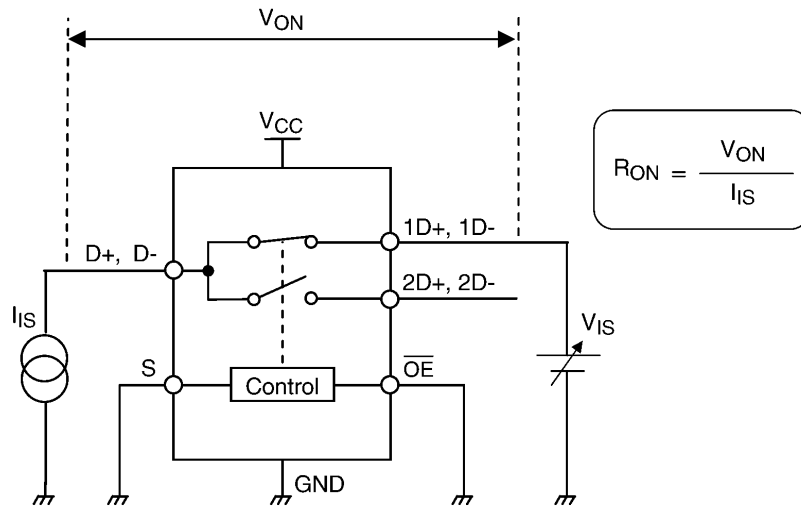 VON
VCC
RON = VON / IIS
D+, D-
1D+, 1D-
2D+, 2D-
IIS
VIS
S
Control
OE
GND